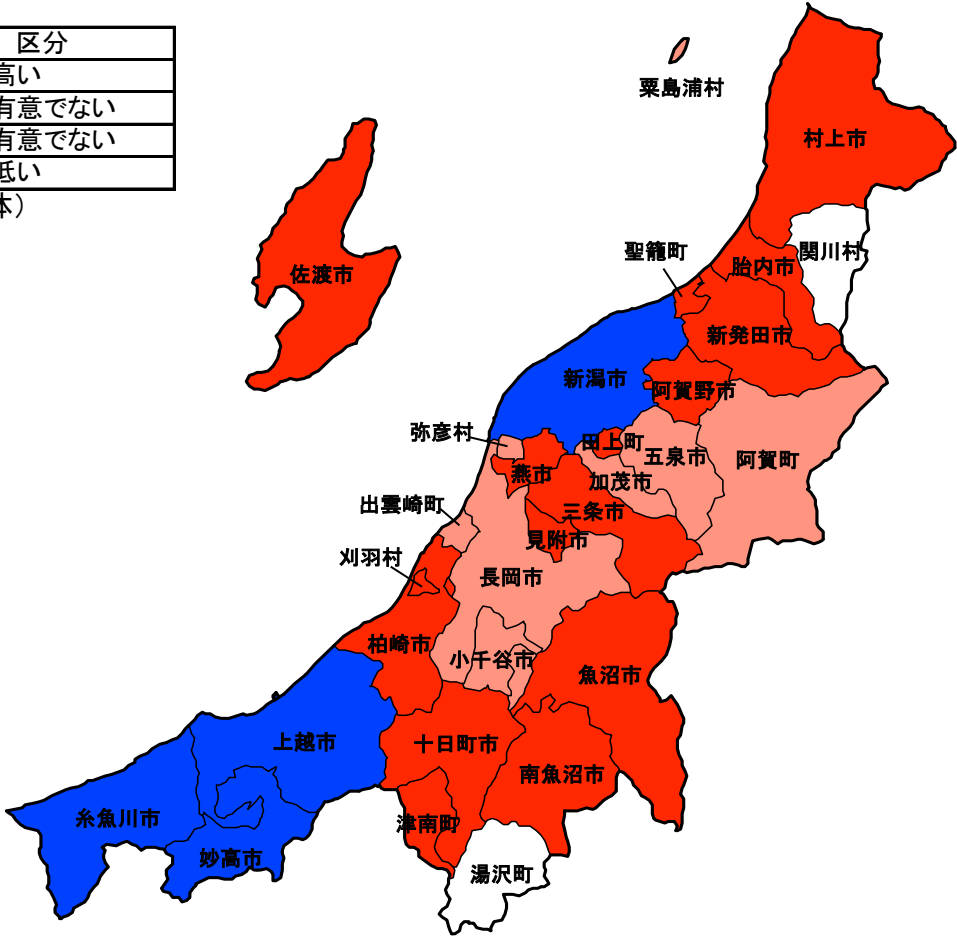 区分
高い
有意でない
有意でない
低い
体）
粟島浦村
村上市
関川村
聖籠町
胎内市
佐渡市
新発田市
新潟市
阿賀野市
弥彦村
田上町
五泉市
阿賀町
燕市
加茂市
出雲崎町
三条市
見附市
刈羽村
長岡市
柏崎市
小千谷市
魚沼市
上越市
十日町市
南魚沼市
糸魚川市
津南町
妙高市
湯沢町